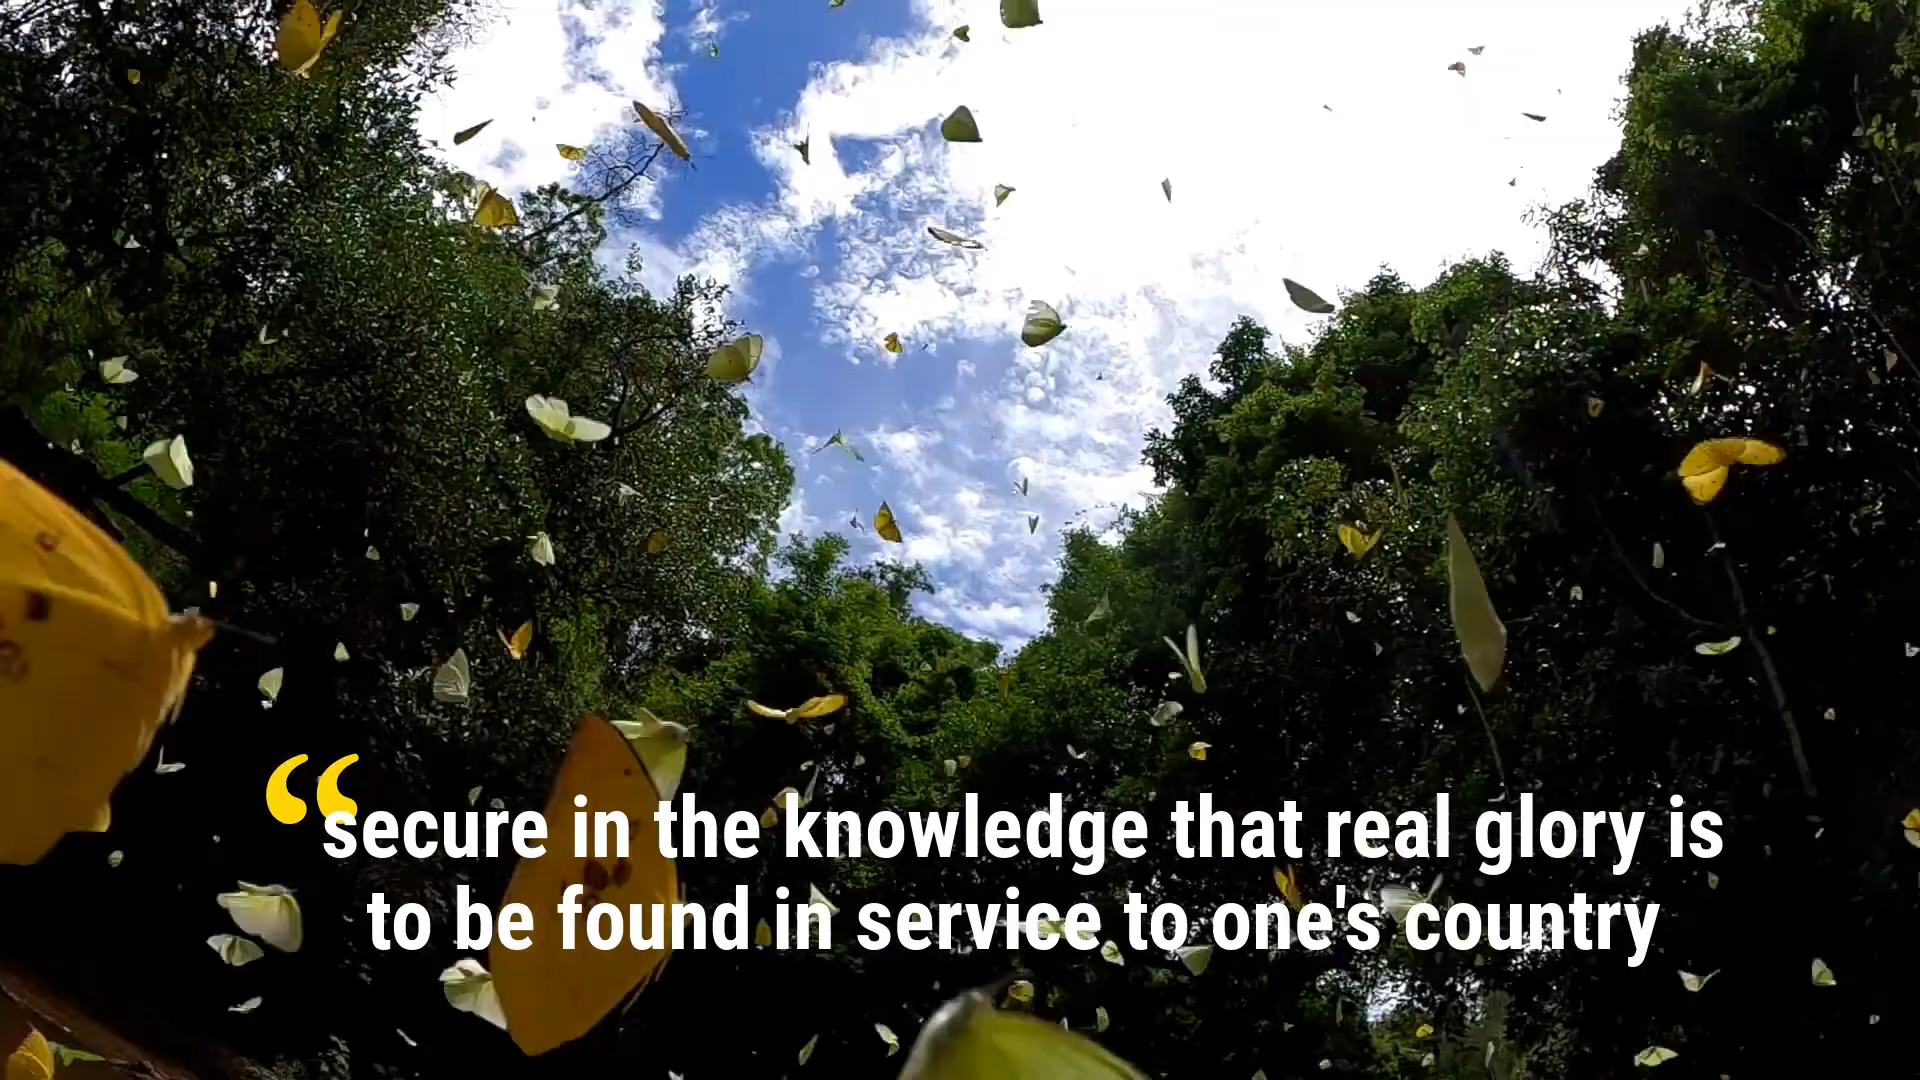 “secure in the knowledge that real glory is
to be found in service to one's country